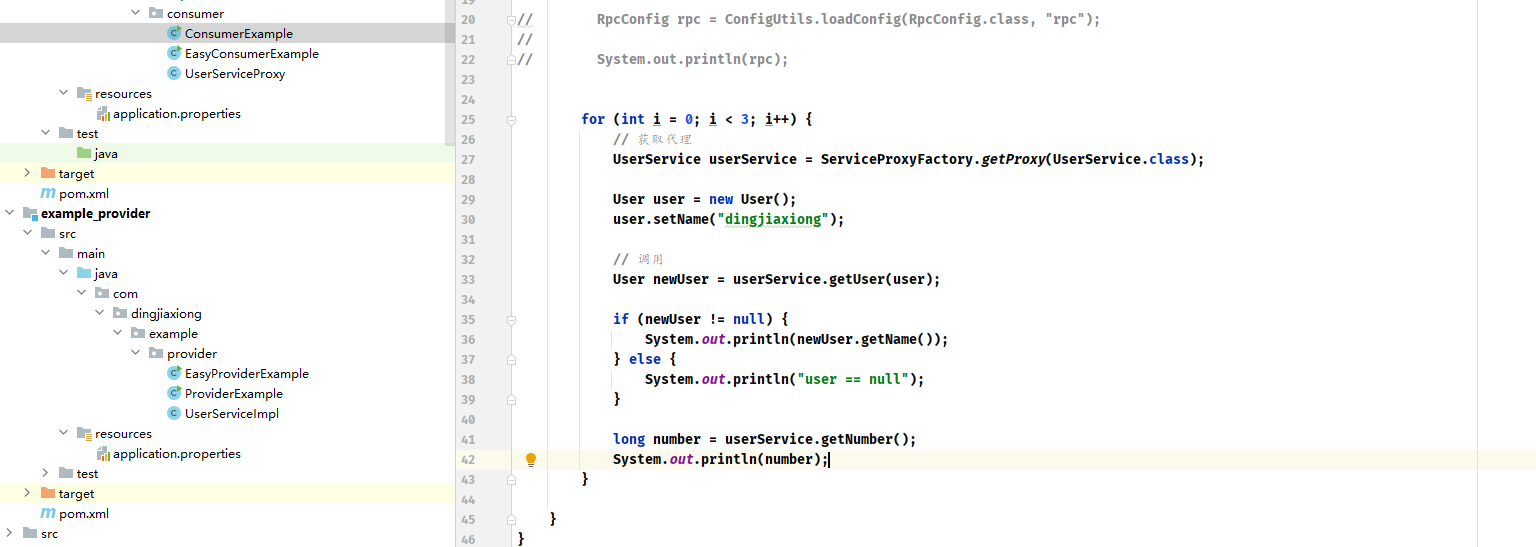 consumer
ConsumerExample
EasyConsumerExample
UserServiceProxy
resources
application.properties
test
java
target
pom.xml
example_provider
src
main
java
com
dingjiaxiong
example
provider
EasyProviderExample
ProviderExample
UserServiceImpl
resources
application.properties
test
target
pom.xml
src
20 // RpcConfig rpc = ConfigUtils.loadConfig(RpcConfig.class, "rpc");
21 //
22 // System.out.println(rpc);
23
24
25 for (int i = 0; i < 3; i++) {
26 // 获取代理
27 UserService userService = ServiceProxyFactory.getProxy(UserService.class);
28
29 User user = new User();
30 user.setName("dingjiaxiong");
31
32 // 调用
33 User newUser = userService.getUser(user);
34
35 if (newUser != null) {
36 System.out.println(newUser.getName());
37 } else {
38 System.out.println("user == null");
39 }
40
41 long number = userService.getNumber();
42 System.out.println(number);
43 }
44
45 }
46 }